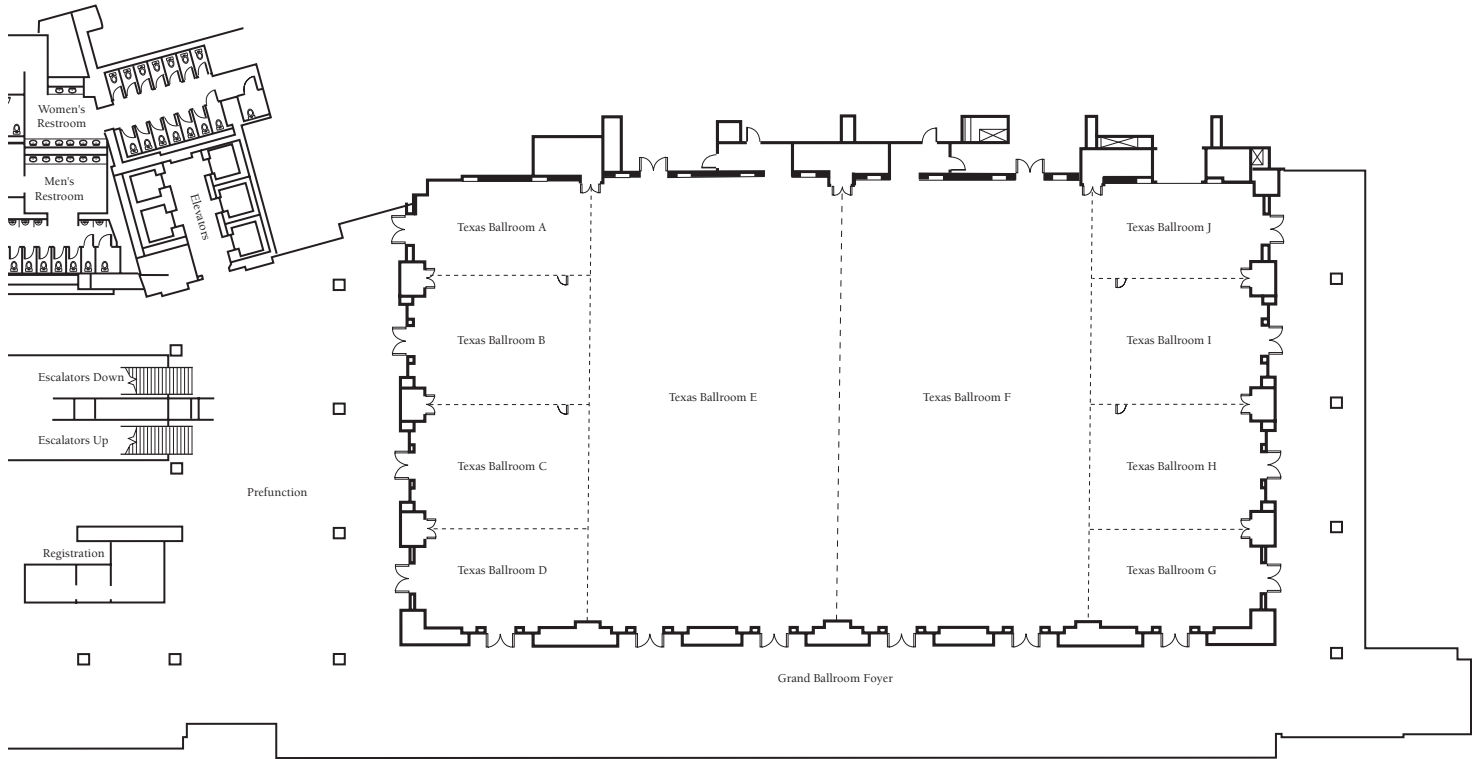 Women's
Restroom
Men's
Restroom
Elevators
Texas Ballroom A
Texas Ballroom J
Texas Ballroom B
Texas Ballroom I
Escalators Down
Texas Ballroom E
Texas Ballroom F
Escalators Up
Texas Ballroom C
Texas Ballroom H
Prefunction
Registration
Texas Ballroom D
Texas Ballroom G
Grand Ballroom Foyer